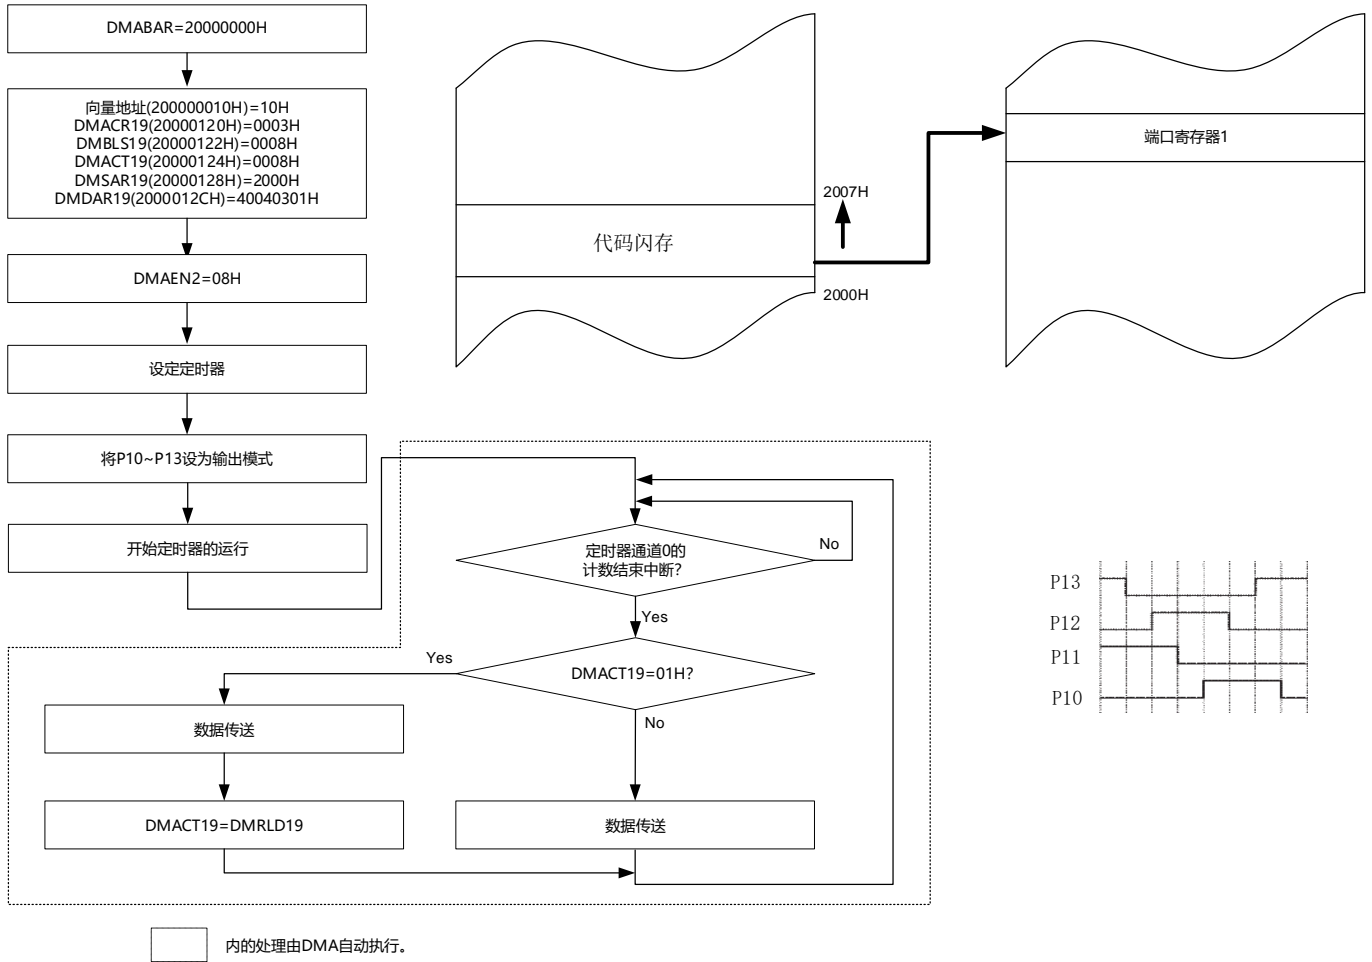 DMABAR=20000000H
向量地址(200000010H)=10H
DMACR19(20000120H)=0003H
DMBLS19(20000122H)=0008H
DMACT19(20000124H)=0008H
DMSAR19(20000128H)=2000H
DMDAR19(2000012CH)=40040301H
DMAEN2=08H
设定定时器
将P10~P13设为输出模式
开始定时器的运行
代码闪存
2007H
2000H
端口寄存器1
定时器通道0的
计数结束中断?
No
Yes
DMACT19=01H?
Yes
No
数据传送
DMACT19=DMRLD19
数据传送
P13
P12
P11
P10
内的处理由DMA自动执行。